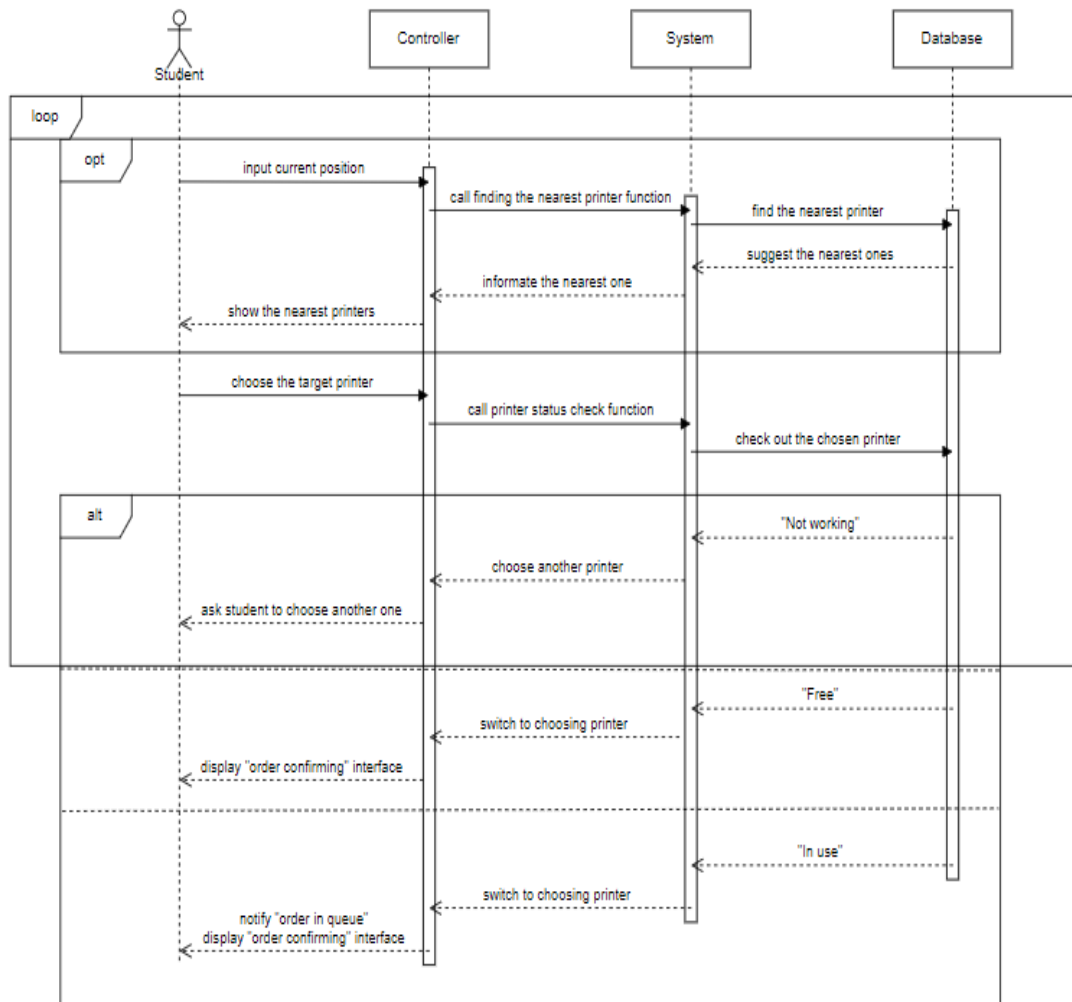 Student
Controller
System
Database
loop
opt
input current position
call finding the nearest printer function
find the nearest printer
suggest the nearest ones
informate the nearest one
show the nearest printers
choose the target printer
call printer status check function
check out the chosen printer
alt
"Not working"
choose another printer
ask student to choose another one
"Free"
switch to choosing printer
display "order confirming" interface
"In use"
switch to choosing printer
notify "order in queue"
display "order confirming" interface